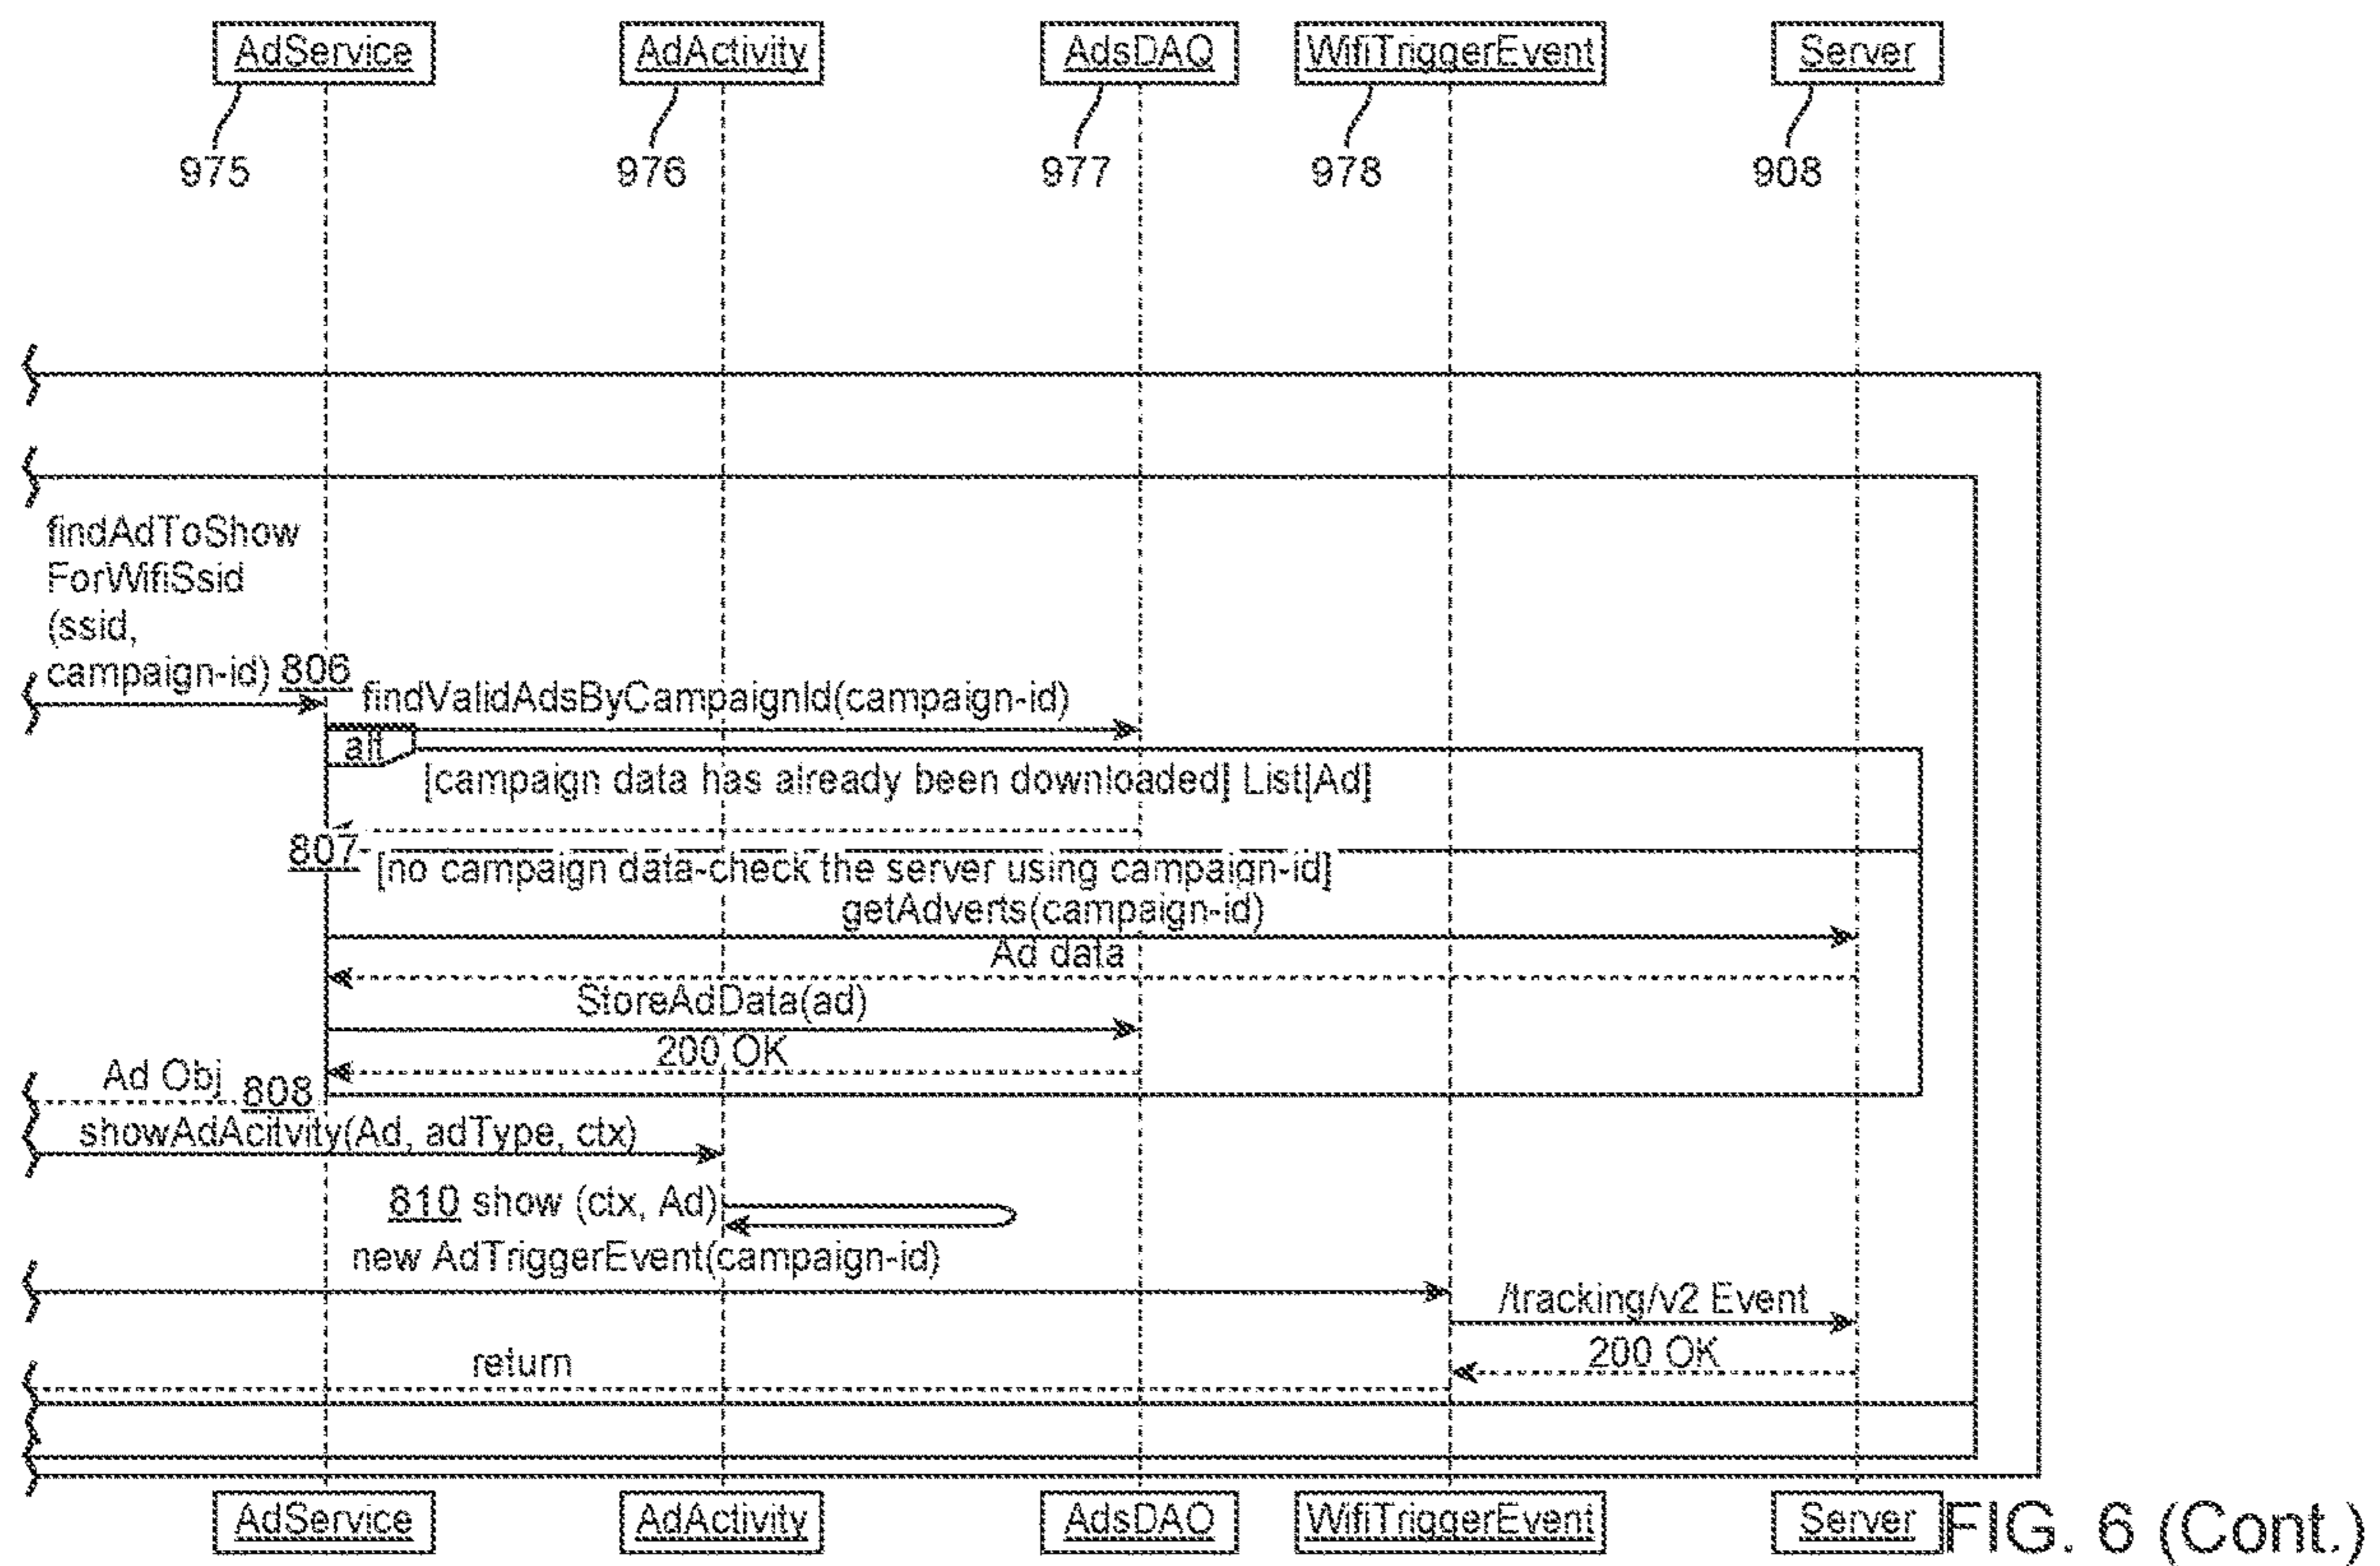 AdService AdActivity AdsDAQ WifiTriggerEvent Server
975 976 977 978 908
findAdToShow
ForWifiSsid
(ssid,
campaign-id) 806
findValidAdsByCampaignId(campaign-id)
alt
[campaign data has already been downloaded] List[Ad]
807
[no campaign data-check the server using campaign-id]
getAdverts(campaign-id)
Ad data
StoreAdData(ad)
200 OK
Ad Obj 808
showAdAcitvity(Ad, adType, ctx)
810 show (ctx, Ad)
new AdTriggerEvent(campaign-id)
/tracking/v2 Event
200 OK
return
AdService AdActivity AdsDAO WifiTriggerEvent Server
FIG. 6 (Cont.)